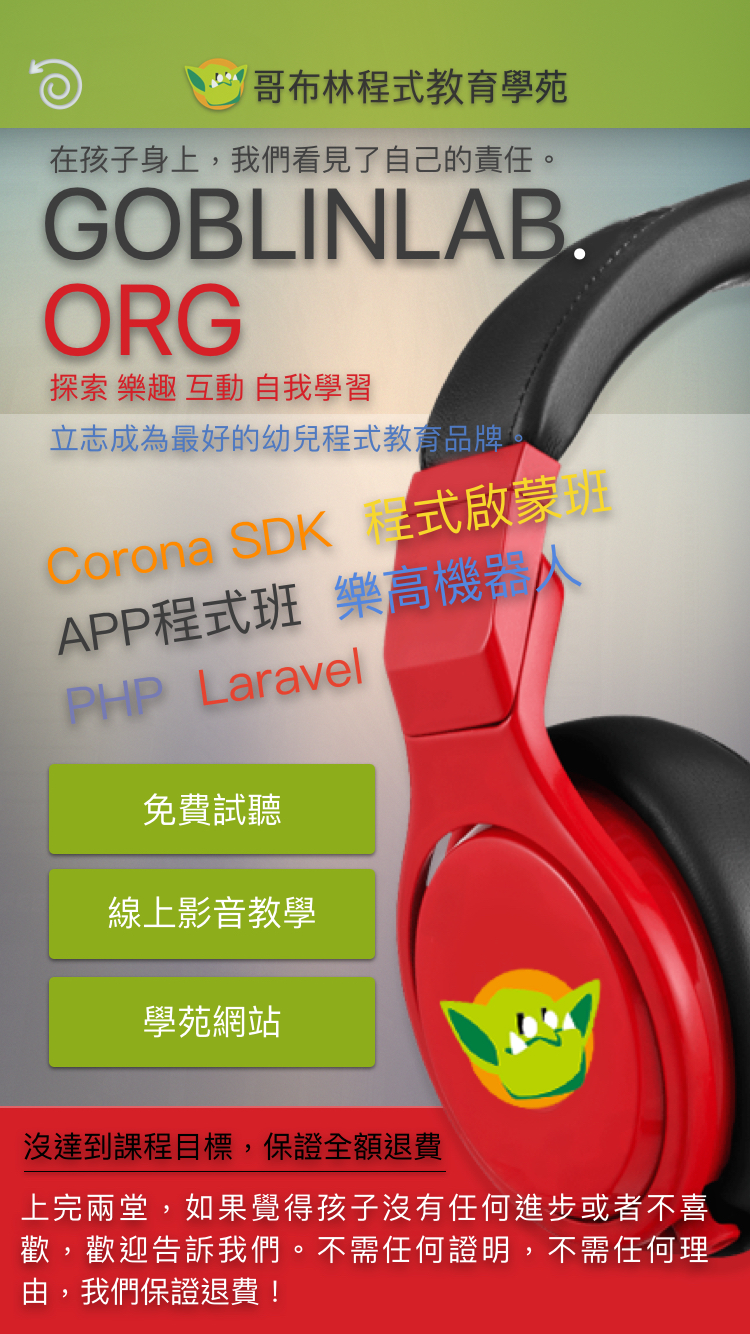 哥布林程式教育學苑
在孩子身上，我們看見了自己的責任。
GOBLINLAB.
ORG
探索 樂趣 互動 自我學習
立志成為最好的幼兒程式教育品牌。
Corona SDK 程式啟蒙班
APP程式班 樂高機器人
PHP Laravel
免費試聽
線上影音教學
學苑網站
沒達到課程目標，保證全額退費
上完兩堂，如果覺得孩子沒有任何進步或者不喜
歡，歡迎告訴我們。不需任何證明，不需任何理
由，我們保證退費！